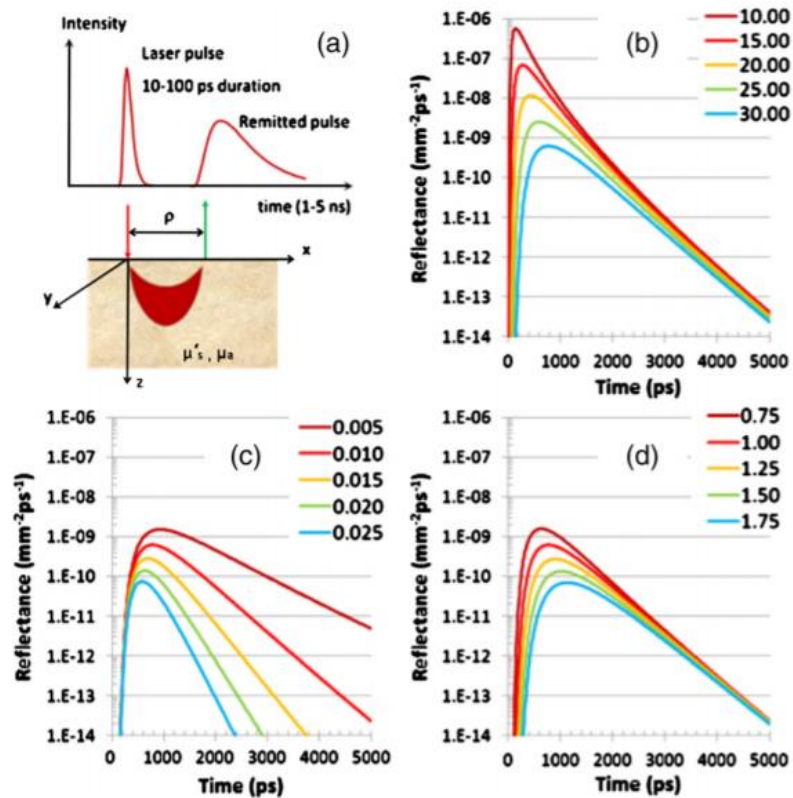 Intensity
(a)
Laser pulse
10-100 ps duration
Remitted pulse
time (1-5 ns)
ρ
x
y
μ's , μa
z
(b)
10.00
15.00
20.00
25.00
30.00
Reflectance (mm⁻²ps⁻¹)
1.E-06
1.E-07
1.E-08
1.E-09
1.E-10
1.E-11
1.E-12
1.E-13
1.E-14
0 1000 2000 3000 4000 5000
Time (ps)
(c)
0.005
0.010
0.015
0.020
0.025
Reflectance (mm⁻²ps⁻¹)
1.E-06
1.E-07
1.E-08
1.E-09
1.E-10
1.E-11
1.E-12
1.E-13
1.E-14
0 1000 2000 3000 4000 5000
Time (ps)
(d)
0.75
1.00
1.25
1.50
1.75
Reflectance (mm⁻²ps⁻¹)
1.E-06
1.E-07
1.E-08
1.E-09
1.E-10
1.E-11
1.E-12
1.E-13
1.E-14
0 1000 2000 3000 4000 5000
Time (ps)